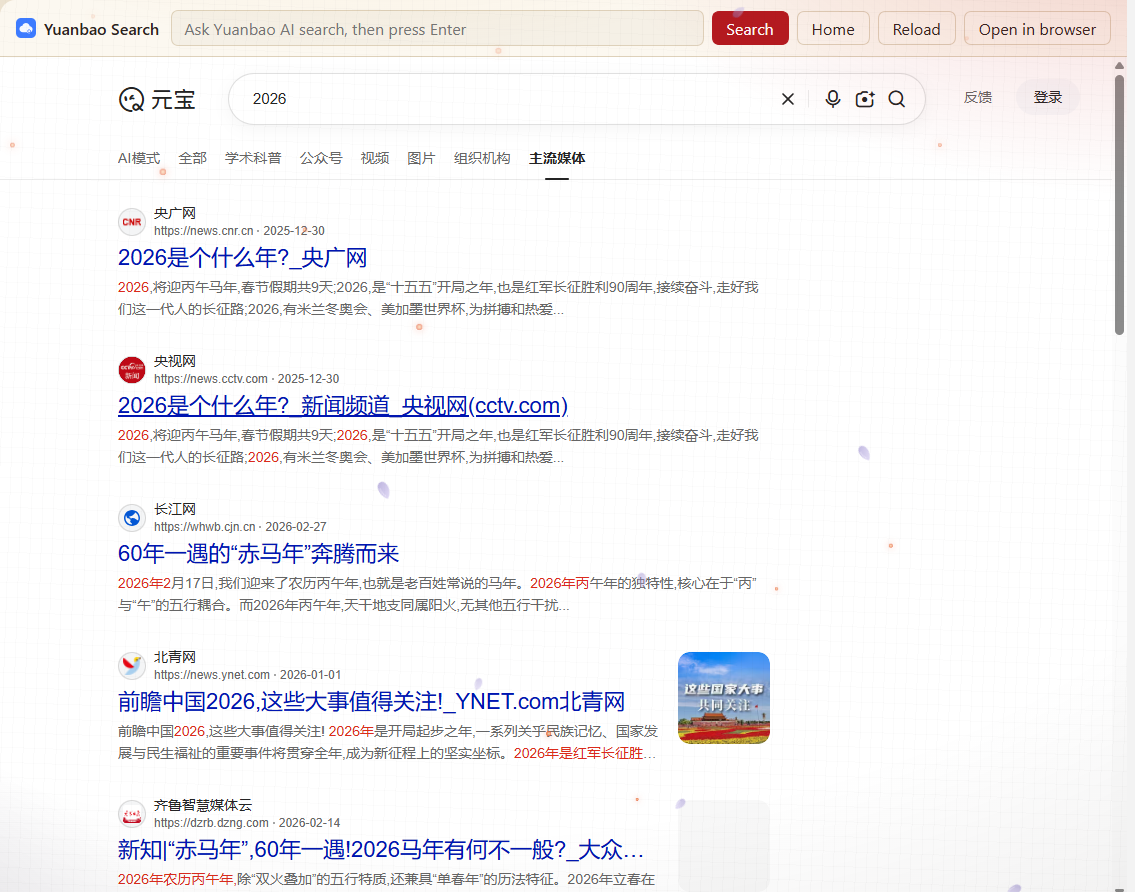 Yuanbao Search
Ask Yuanbao AI search, then press Enter
Search
Home
Reload
Open in browser
元宝
2026
反馈
登录
AI模式 全部 学术科普 公众号 视频 图片 组织机构 主流媒体
CNR
央广网
https://news.cnr.cn · 2025-12-30
2026是个什么年?_央广网
2026,将迎丙午马年,春节假期共9天;2026,是“十五五”开局之年,也是红军长征胜利90周年,接续奋斗,走好我
们这一代人的长征路;2026,有米兰冬奥会、美加墨世界杯,为拼搏和热爱...
新闻
央视网
https://news.cctv.com · 2025-12-30
2026是个什么年?_新闻频道_央视网(cctv.com)
2026,将迎丙午马年,春节假期共9天;2026,是“十五五”开局之年,也是红军长征胜利90周年,接续奋斗,走好我
们这一代人的长征路;2026,有米兰冬奥会、美加墨世界杯,为拼搏和热爱...
长江网
https://whwb.cjn.cn · 2026-02-27
60年一遇的“赤马年”奔腾而来
2026年2月17日,我们迎来了农历丙午年,也就是老百姓常说的马年。2026年丙午年的独特性,核心在于“丙”
与“午”的五行耦合。而2026年丙午年,天干地支同属阳火,无其他五行干扰...
北青网
https://news.ynet.com · 2026-01-01
前瞻中国2026,这些大事值得关注!_YNET.com北青网
前瞻中国2026,这些大事值得关注! 2026年是开局起步之年,一系列关乎民族记忆、国家发
展与民生福祉的重要事件将贯穿全年,成为新征程上的坚实坐标。2026年是红军长征胜...
这些国家大事
共同关注
齐鲁智慧媒体云
https://dzrb.dzng.com · 2026-02-14
新知|“赤马年”,60年一遇!2026马年有何不一般?_大众…
2026年农历丙午年,除“双火叠加”的五行特质,还兼具“单春年”的历法特征。2026年立春在